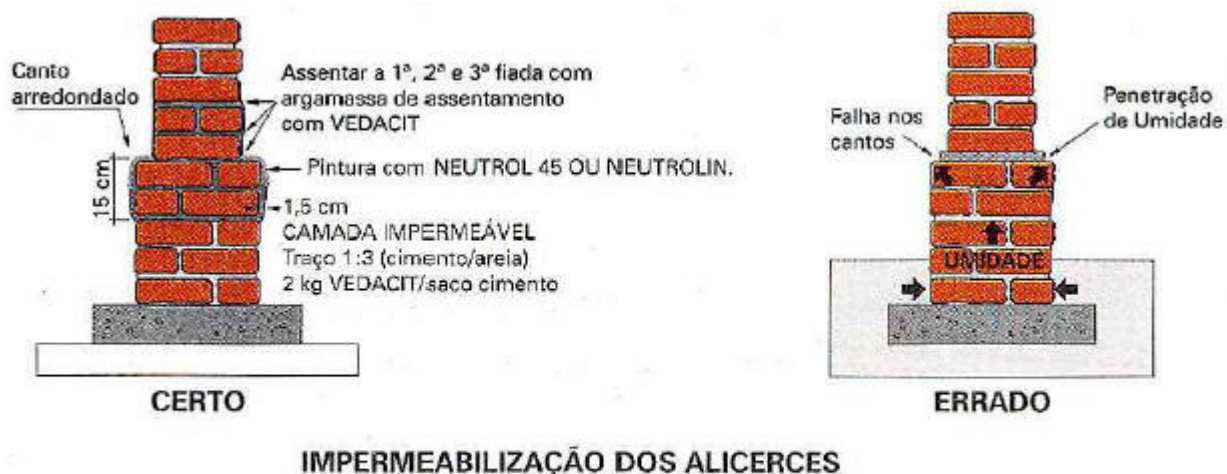 Canto
arredondado
Assentar a 1ª, 2ª e 3ª fiada com
argamassa de assentamento
com VEDACIT
Pintura com NEUTROL 45 OU NEUTROLIN.
15 cm
1,5 cm
CAMADA IMPERMEÁVEL
Traço 1:3 (cimento/areia)
2 kg VEDACIT/saco cimento
CERTO
Falha nos
cantos
Penetração
de Umidade
UMIDADE
ERRADO
IMPERMEABILIZAÇÃO DOS ALICERCES